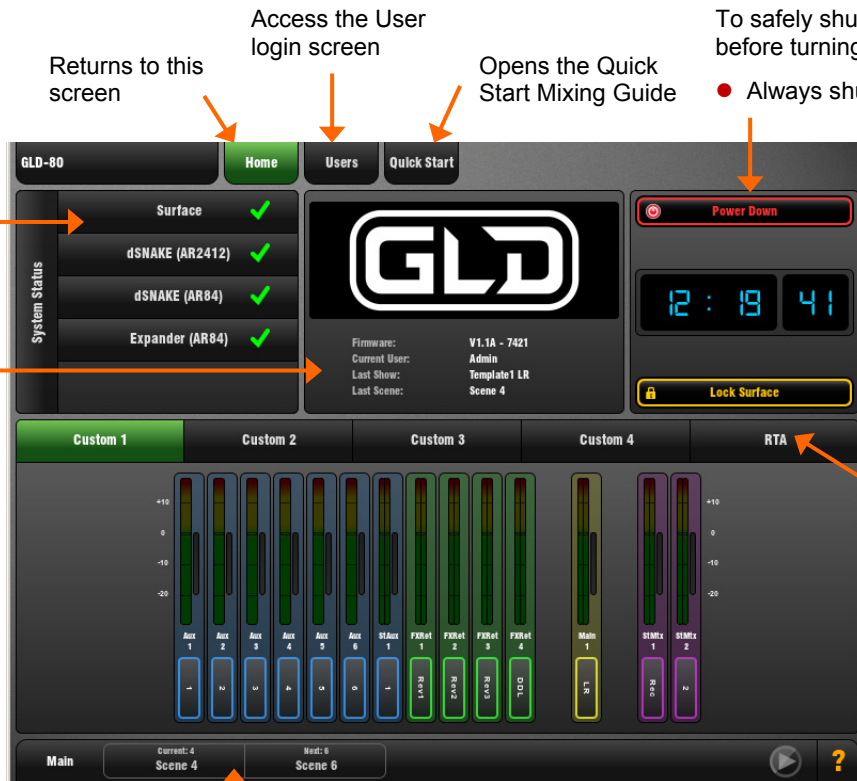 Access the User
login screen
Returns to this
screen
Opens the Quick
Start Mixing Guide
To safely shu
before turning
● Always shu
GLD-80
Home
Users
Quick Start
System Status
Surface
dSNAKE (AR2412)
dSNAKE (AR84)
Expander (AR84)
GLD
Firmware: V1.1A - 7421
Current User: Admin
Last Show: Template1 LR
Last Scene: Scene 4
Power Down
12 : 19 41
Lock Surface
Custom 1
Custom 2
Custom 3
Custom 4
RTA
+10
0
-10
-20
+10
0
-10
-20
Aux 1
Aux 2
Aux 3
Aux 4
Aux 5
Aux 6
StAux 1
FXRet 1
FXRet 2
FXRet 3
FXRet 4
Main 1
StMtx 1
StMtx 2
1
2
3
4
5
6
1
Rev1
Rev2
Rev3
DDL
LR
Rec
2
Main
Current: 4
Scene 4
Next: 6
Scene 6
?